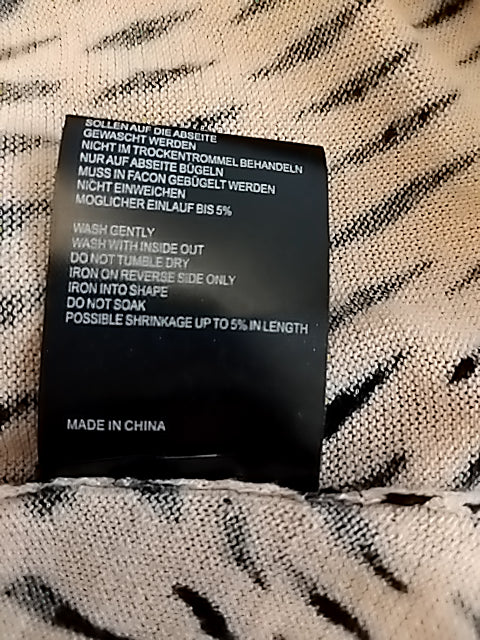 SOLLEN AUF DIE ABSEITE
GEWASCHT WERDEN
NICHT IM TROCKENTROMMEL BEHANDELN
NUR AUF ABSEITE BÜGELN
MUSS IN FACON GEBÜGELT WERDEN
NICHT EINWEICHEN
MOGLICHER EINLAUF BIS 5%
WASH GENTLY
WASH WITH INSIDE OUT
DO NOT TUMBLE DRY
IRON ON REVERSE SIDE ONLY
IRON INTO SHAPE
DO NOT SOAK
POSSIBLE SHRINKAGE UP TO 5% IN LENGTH
MADE IN CHINA